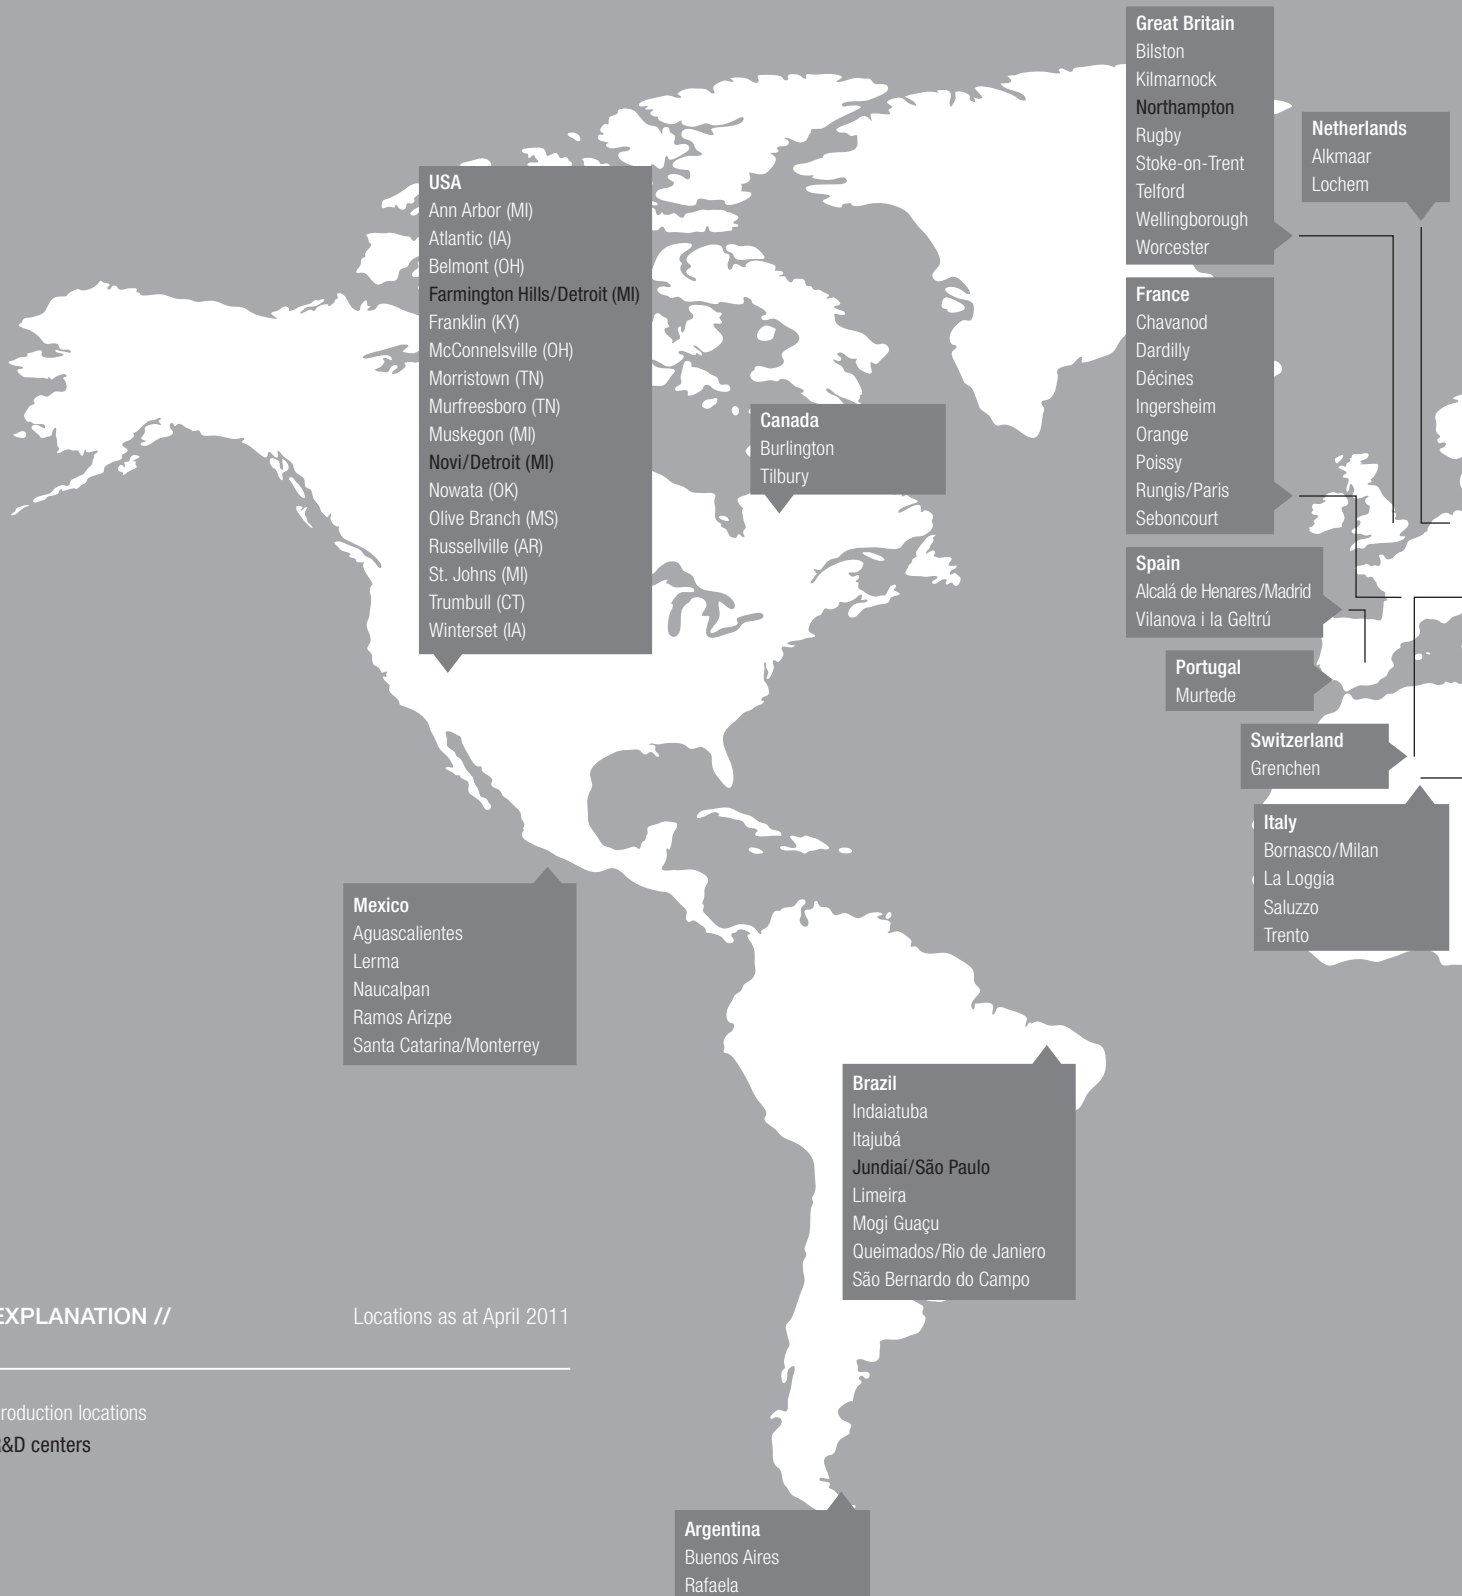 Great Britain
Bilston
Kilmarnock
Northampton
Rugby
Stoke-on-Trent
Telford
Wellingborough
Worcester
Netherlands
Alkmaar
Lochem
USA
Ann Arbor (MI)
Atlantic (IA)
Belmont (OH)
Farmington Hills/Detroit (MI)
Franklin (KY)
McConnelsville (OH)
Morristown (TN)
Murfreesboro (TN)
Muskegon (MI)
Novi/Detroit (MI)
Nowata (OK)
Olive Branch (MS)
Russellville (AR)
St. Johns (MI)
Trumbull (CT)
Winterset (IA)
France
Chavanod
Dardilly
Décines
Ingersheim
Orange
Poissy
Rungis/Paris
Seboncourt
Canada
Burlington
Tilbury
Spain
Alcalá de Henares/Madrid
Vilanova i la Geltrú
Portugal
Murtede
Switzerland
Grenchen
Italy
Bornasco/Milan
La Loggia
Saluzzo
Trento
Mexico
Aguascalientes
Lerma
Naucalpan
Ramos Arizpe
Santa Catarina/Monterrey
Brazil
Indaiatuba
Itajubá
Jundiaí/São Paulo
Limeira
Mogi Guaçu
Queimados/Rio de Janiero
São Bernardo do Campo
EXPLANATION //
Locations as at April 2011
roduction locations
&D centers
Argentina
Buenos Aires
Rafaela